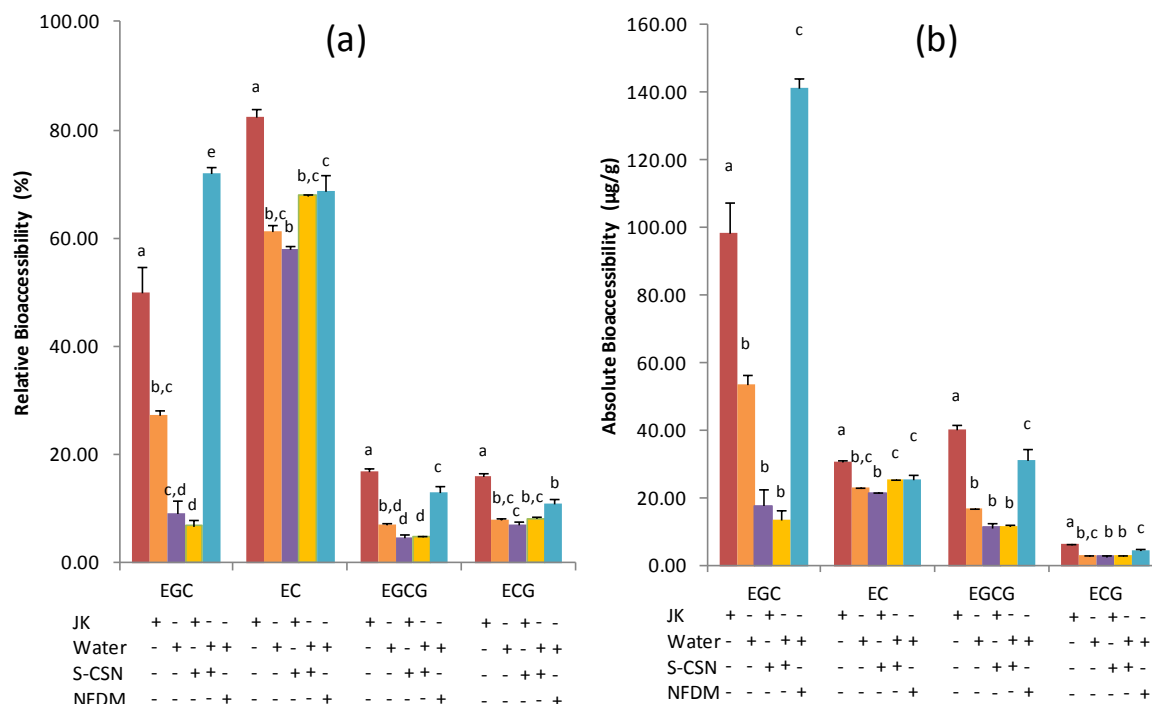 (a)
Relative Bioaccessibility (%)
100.00
80.00
60.00
40.00
20.00
0.00
a b,c c,d d e
a b,c b b,c c
a b,d d d c
a b,c c b,c b
EGC EC EGCG ECG
JK + - + - - + - + - - + - + - - + - + - -
Water - + - + + - + - + + - + - + + - + - + +
S-CSN - - + + - - - + + - - - + + - - - + + -
NFDM - - - - + - - - - + - - - - + - - - - +
(b)
Absolute Bioaccessibility (µg/g)
160.00
140.00
120.00
100.00
80.00
60.00
40.00
20.00
0.00
a b b b c
a b,c b c c
a b b b c
a b,c b b c
EGC EC EGCG ECG
JK + - + - - + - + - - + - + - - + - + - -
Water - + - + + - + - + + - + - + + - + - + +
S-CSN - - + + - - - + + - - - + + - - - + + -
NFDM - - - - + - - - - + - - - - + - - - - +